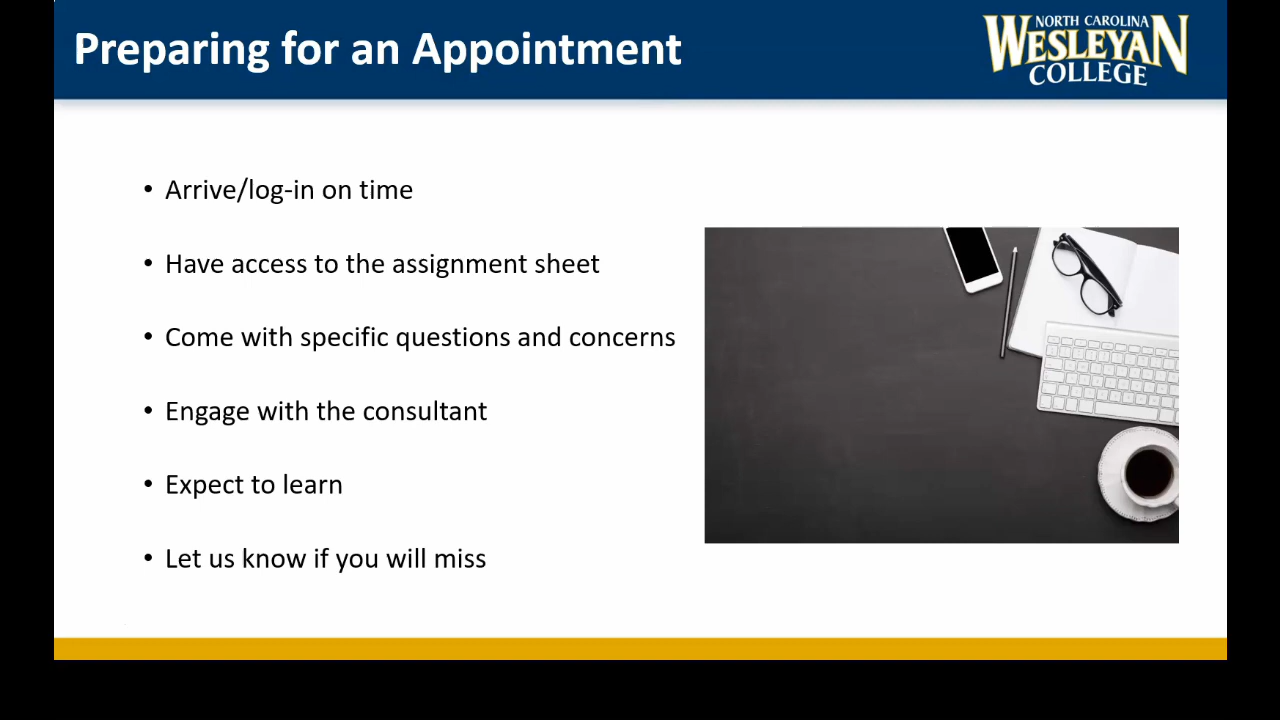 Preparing for an Appointment
NORTH CAROLINA
WESLEYAN
COLLEGE
• Arrive/log-in on time
• Have access to the assignment sheet
• Come with specific questions and concerns
• Engage with the consultant
• Expect to learn
• Let us know if you will miss